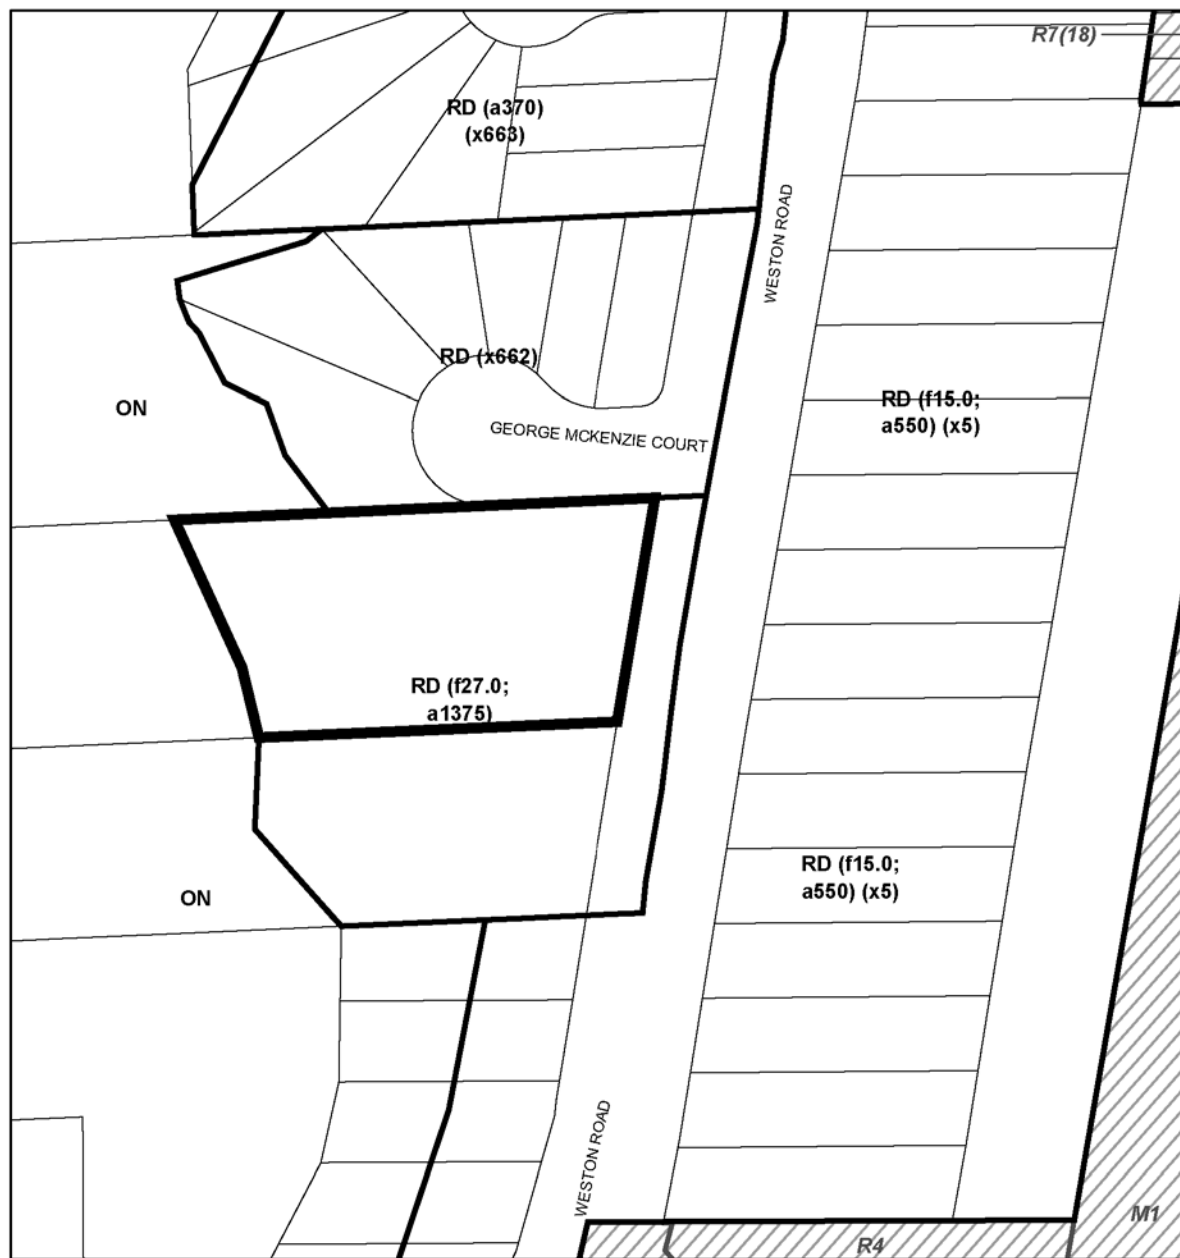 R7(18)
RD (a370)
(x663)
WESTON ROAD
RD (x662)
ON
RD (f15.0;
a550) (x5)
GEORGE MCKENZIE COURT
RD (f27.0;
a1375)
RD (f15.0;
a550) (x5)
ON
WESTON ROAD
M1
R4